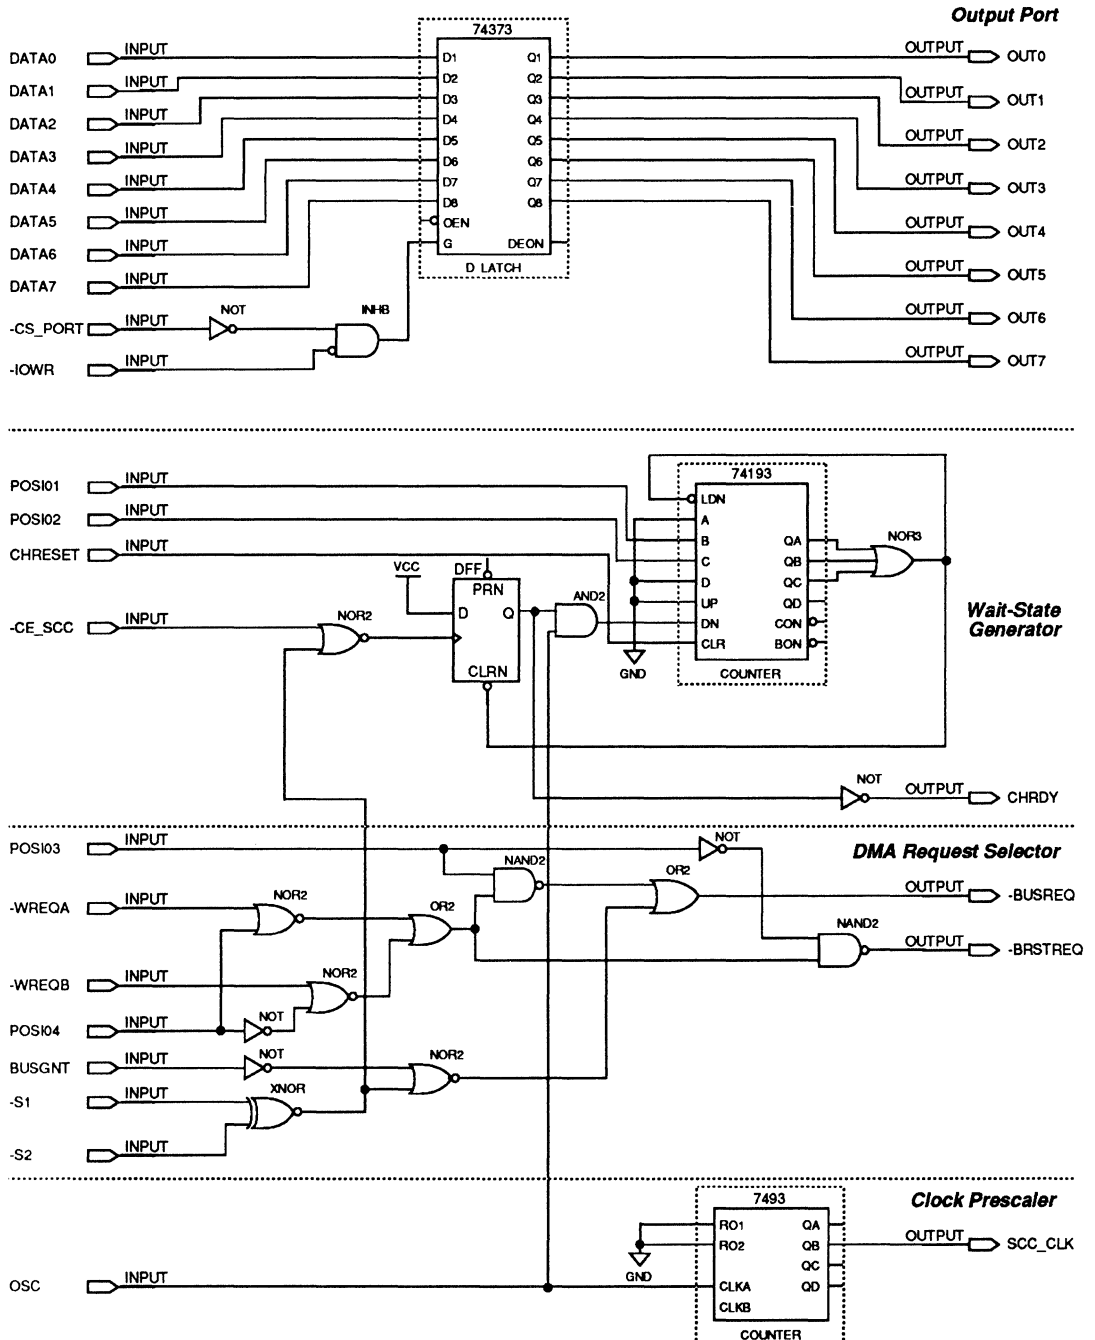 Output Port
74373
DATA0 INPUT D1 Q1 OUTPUT OUT0
DATA1 INPUT D2 Q2 OUTPUT OUT1
DATA2 INPUT D3 Q3 OUTPUT OUT2
DATA3 INPUT D4 Q4 OUTPUT OUT3
DATA4 INPUT D5 Q5 OUTPUT OUT4
DATA5 INPUT D6 Q6 OUTPUT OUT5
DATA6 INPUT D7 Q7 OUTPUT OUT6
DATA7 INPUT D8 Q8 OUTPUT OUT7
OEN
G DEON
D LATCH
-CS_PORT INPUT NOT INHB
-IOWR INPUT
74193
POSI01 INPUT LDN
POSI02 INPUT A
CHRESET INPUT B QA NOR3
C QB
D QC
UP QD
DN CON
CLR BON
COUNTER
GND
VCC DFF PRN
D Q AND2
CLRN
-CE_SCC INPUT NOR2
Wait-State
Generator
NOT OUTPUT CHRDY
POSI03 INPUT NOT
DMA Request Selector
NAND2 OR2
-WREQA INPUT NOR2 OR2 OUTPUT -BUSREQ
NAND2 OUTPUT -BRSTREQ
-WREQB INPUT NOR2
POSI04 INPUT NOT
BUSGNT INPUT NOT NOR2
-S1 INPUT XNOR
-S2 INPUT
Clock Prescaler
7493
RO1 QA
RO2 QB OUTPUT SCC_CLK
GND QC
OSC INPUT CLKA QD
CLKB
COUNTER